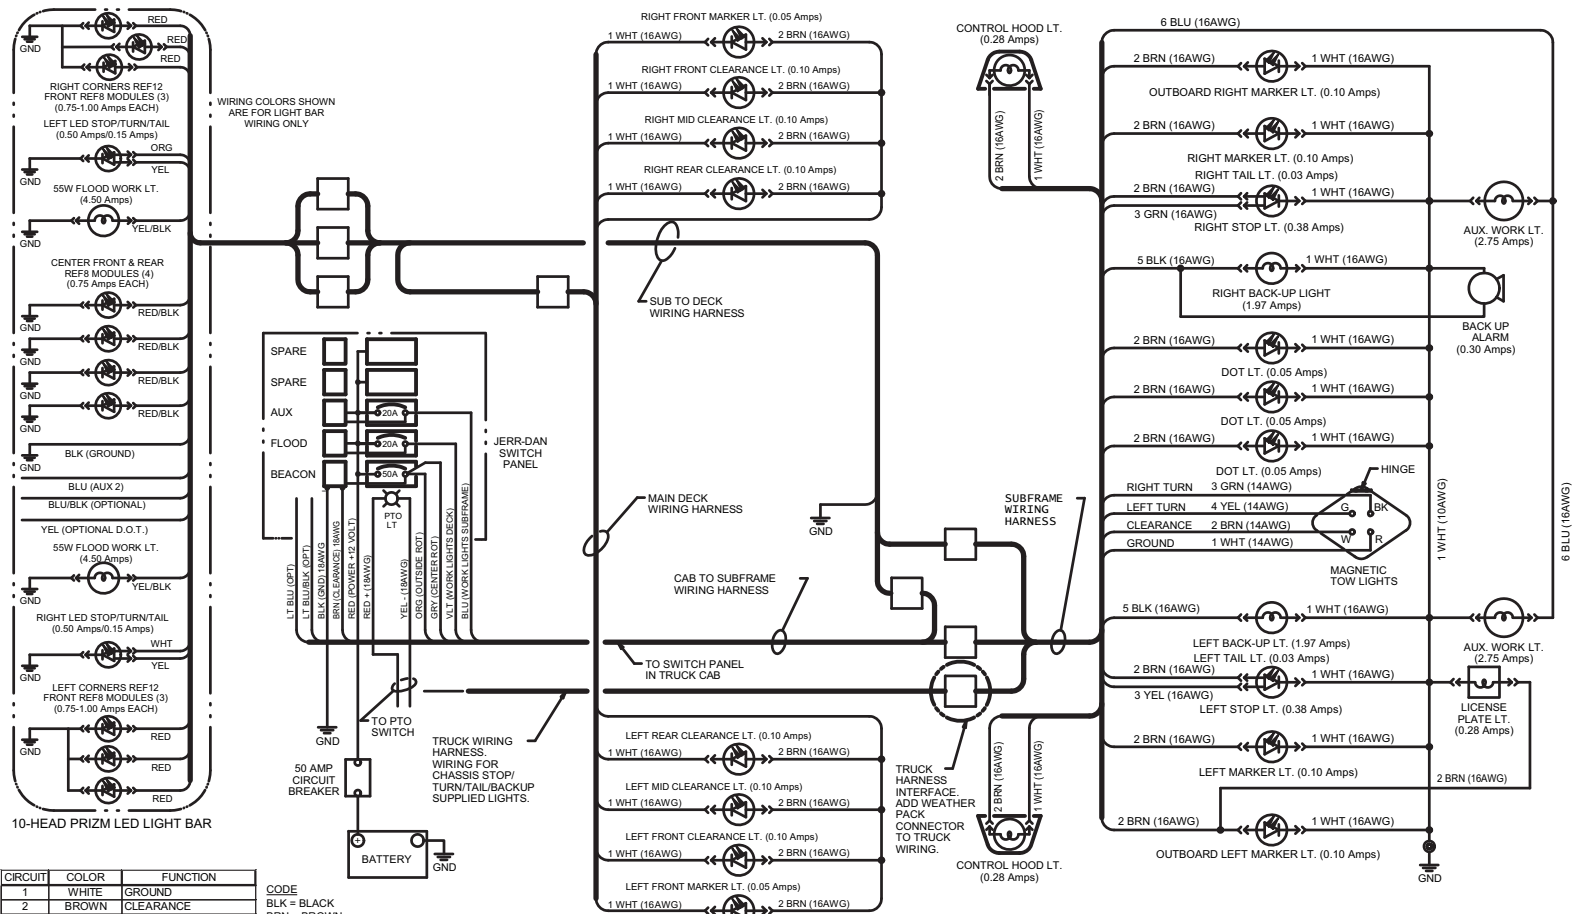 RED
GND
RED
RED
RIGHT CORNERS REF12
FRONT REF8 MODULES (3)
(0.75-1.00 Amps EACH)
LEFT LED STOP/TURN/TAIL
(0.50 Amps/0.15 Amps)
ORG
YEL
GND
55W FLOOD WORK LT.
(4.50 Amps)
YEL/BLK
GND
CENTER FRONT & REAR
REF8 MODULES (4)
(0.75 Amps EACH)
RED/BLK
GND
RED/BLK
GND
RED/BLK
GND
RED/BLK
GND
BLK (GROUND)
GND
BLU (AUX 2)
BLU/BLK (OPTIONAL)
YEL (OPTIONAL D.O.T.)
55W FLOOD WORK LT.
(4.50 Amps)
YEL/BLK
GND
RIGHT LED STOP/TURN/TAIL
(0.50 Amps/0.15 Amps)
WHT
YEL
GND
LEFT CORNERS REF12
FRONT REF8 MODULES (3)
(0.75-1.00 Amps EACH)
RED
GND
RED
RED
10-HEAD PRIZM LED LIGHT BAR
WIRING COLORS SHOWN
ARE FOR LIGHT BAR
WIRING ONLY
SPARE
SPARE
AUX
20A
FLOOD
20A
BEACON
50A
JERR-DAN
SWITCH
PANEL
PTO
LT
LT BLU (OPT)
LT BLU/BLK (OPT)
BLK (GND) 18AWG
BRN (CLEARANCE) 18AWG
RED (POWER +12 VOLT)
RED + (18AWG)
YEL - (18AWG)
ORG (OUTSIDE ROT)
GRY (CENTER ROT)
VLT (WORK LIGHTS DECK)
BLU (WORK LIGHTS SUBFRAME)
GND
TO PTO
SWITCH
50 AMP
CIRCUIT
BREAKER
+
-
BATTERY
GND
TRUCK WIRING
HARNESS.
WIRING FOR
CHASSIS STOP/
TURN/TAIL/BACKUP
SUPPLIED LIGHTS.
RIGHT FRONT MARKER LT. (0.05 Amps)
1 WHT (16AWG) 2 BRN (16AWG)
RIGHT FRONT CLEARANCE LT. (0.10 Amps)
1 WHT (16AWG) 2 BRN (16AWG)
RIGHT MID CLEARANCE LT. (0.10 Amps)
1 WHT (16AWG) 2 BRN (16AWG)
RIGHT REAR CLEARANCE LT. (0.10 Amps)
1 WHT (16AWG) 2 BRN (16AWG)
SUB TO DECK
WIRING HARNESS
MAIN DECK
WIRING HARNESS
GND
CAB TO SUBFRAME
WIRING HARNESS
TO SWITCH PANEL
IN TRUCK CAB
SUBFRAME
WIRING
HARNESS
LEFT REAR CLEARANCE LT. (0.10 Amps)
1 WHT (16AWG) 2 BRN (16AWG)
LEFT MID CLEARANCE LT. (0.10 Amps)
1 WHT (16AWG) 2 BRN (16AWG)
LEFT FRONT CLEARANCE LT. (0.10 Amps)
1 WHT (16AWG) 2 BRN (16AWG)
LEFT FRONT MARKER LT. (0.05 Amps)
1 WHT (16AWG) 2 BRN (16AWG)
TRUCK
HARNESS
INTERFACE.
ADD WEATHER
PACK
CONNECTOR
TO TRUCK
WIRING.
CONTROL HOOD LT.
(0.28 Amps)
2 BRN (16AWG)
1 WHT (16AWG)
2 BRN (16AWG)
1 WHT (16AWG)
CONTROL HOOD LT.
(0.28 Amps)
6 BLU (16AWG)
2 BRN (16AWG) 1 WHT (16AWG)
OUTBOARD RIGHT MARKER LT. (0.10 Amps)
2 BRN (16AWG) 1 WHT (16AWG)
RIGHT MARKER LT. (0.10 Amps)
RIGHT TAIL LT. (0.03 Amps)
2 BRN (16AWG) 1 WHT (16AWG)
3 GRN (16AWG)
RIGHT STOP LT. (0.38 Amps)
AUX. WORK LT.
(2.75 Amps)
5 BLK (16AWG) 1 WHT (16AWG)
RIGHT BACK-UP LIGHT
(1.97 Amps)
BACK UP
ALARM
(0.30 Amps)
2 BRN (16AWG) 1 WHT (16AWG)
DOT LT. (0.05 Amps)
2 BRN (16AWG) 1 WHT (16AWG)
DOT LT. (0.05 Amps)
2 BRN (16AWG) 1 WHT (16AWG)
DOT LT. (0.05 Amps)
HINGE
RIGHT TURN 3 GRN (14AWG)
LEFT TURN 4 YEL (14AWG)
CLEARANCE 2 BRN (14AWG)
GROUND 1 WHT (14AWG)
G BK
W R
MAGNETIC
TOW LIGHTS
1 WHT (10AWG)
6 BLU (16AWG)
5 BLK (16AWG) 1 WHT (16AWG)
LEFT BACK-UP LT. (1.97 Amps)
AUX. WORK LT.
(2.75 Amps)
LEFT TAIL LT. (0.03 Amps)
2 BRN (16AWG) 1 WHT (16AWG)
3 YEL (16AWG)
LEFT STOP LT. (0.38 Amps)
LICENSE
PLATE LT.
(0.28 Amps)
2 BRN (16AWG) 1 WHT (16AWG)
LEFT MARKER LT. (0.10 Amps)
2 BRN (16AWG)
2 BRN (16AWG) 1 WHT (16AWG)
OUTBOARD LEFT MARKER LT. (0.10 Amps)
GND
CIRCUIT COLOR FUNCTION
1 WHITE GROUND
2 BROWN CLEARANCE
CODE
BLK = BLACK